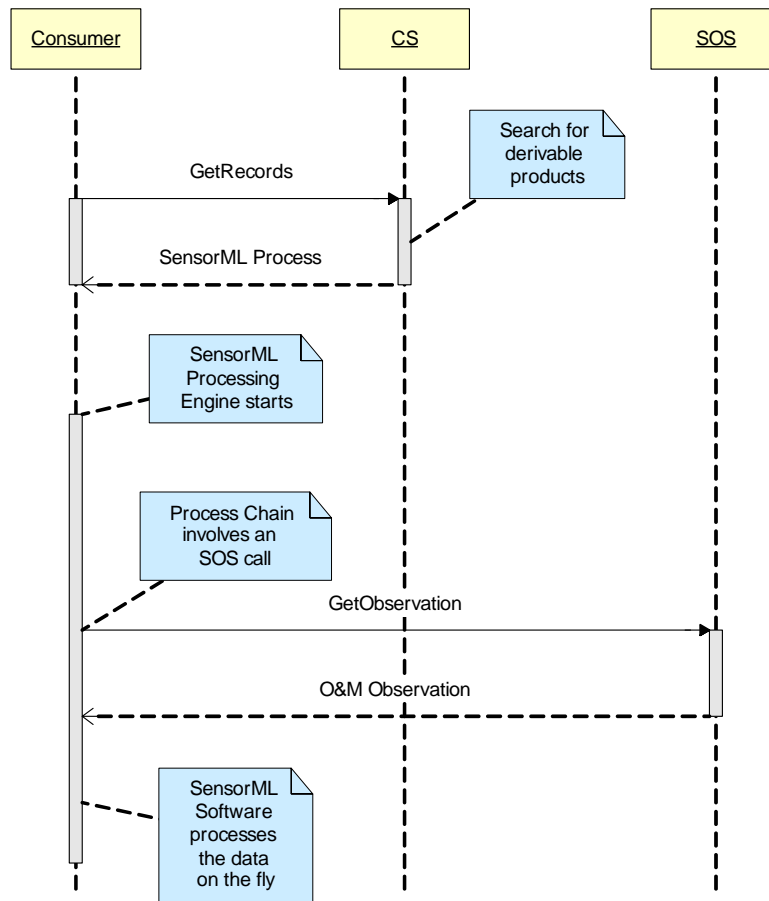 Consumer
CS
SOS
Search for
derivable
products
GetRecords
SensorML Process
SensorML
Processing
Engine starts
Process Chain
involves an
SOS call
GetObservation
O&M Observation
SensorML
Software
processes
the data
on the fly